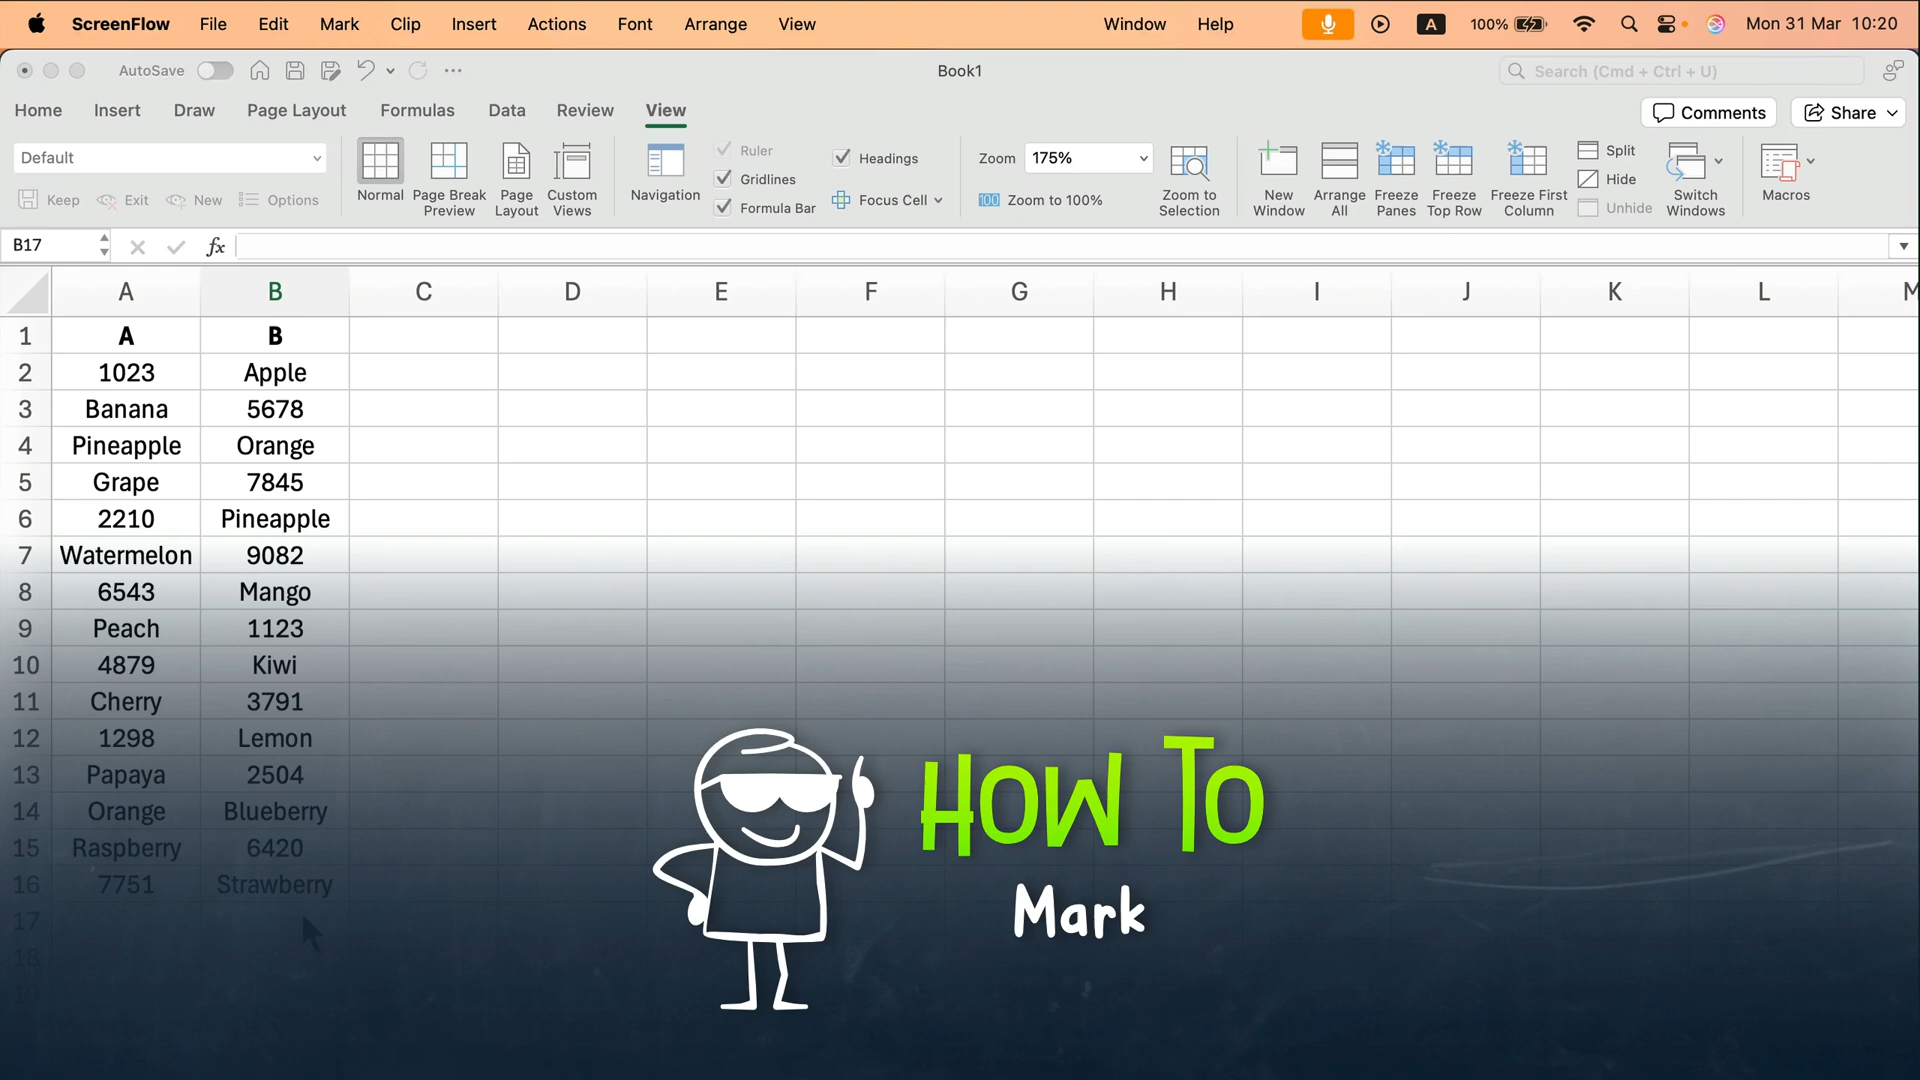 ScreenFlow File Edit Mark Clip Insert Actions Font Arrange View Window Help A 100% Mon 31 Mar 10:20
AutoSave Book1 Search (Cmd + Ctrl + U)
Home Insert Draw Page Layout Formulas Data Review View Comments Share
Default
Keep Exit New Options
Normal
Page Break Preview
Page Layout
Custom Views
Navigation
Ruler
Gridlines
Formula Bar
Headings
Focus Cell
Zoom 175%
100 Zoom to 100%
Zoom to Selection
New Window
Arrange All
Freeze Panes
Freeze Top Row
Freeze First Column
Split
Hide
Unhide
Switch Windows
Macros
B17 fx
A B C D E F G H I J K L M
1 A B
2 1023 Apple
3 Banana 5678
4 Pineapple Orange
5 Grape 7845
6 2210 Pineapple
7 Watermelon 9082
8 6543 Mango
9 Peach 1123
10 4879 Kiwi
11 Cherry 3791
12 1298 Lemon
13 Papaya 2504
14 Orange Blueberry
15 Raspberry 6420
16 7751 Strawberry
17
18
19
HOW TO
Mark